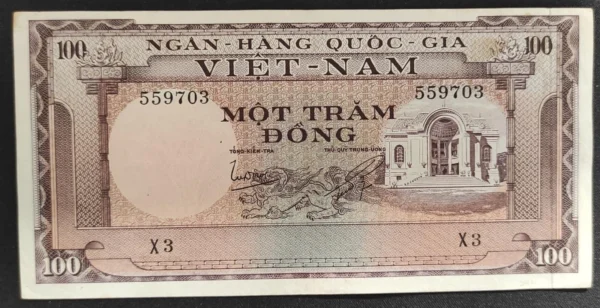 100 NGÂN-HÀNG QUỐC-GIA 100
VIỆT-NAM
559703 559703
MỘT TRĂM
ĐỒNG
TỔNG KIỂM-TRA THỦ QUỸ TRUNG-ƯƠNG
X3 X3
100 100